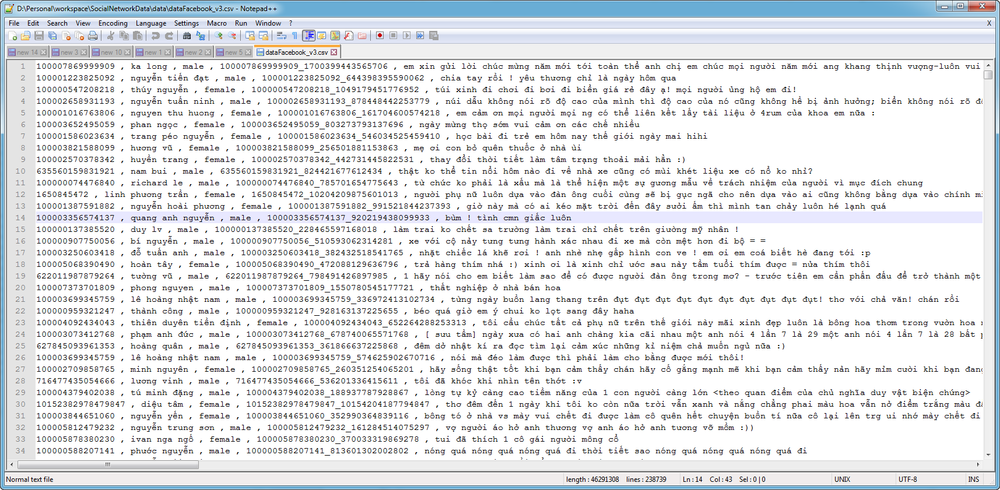 D:\Personal\workspace\SocialNetworkData\data\dataFacebook_v3.csv - Notepad++
File Edit Search View Encoding Language Settings Macro Run Window ? X
new 14 new 3 new 10 new 1 new 2 new 5 dataFacebook_v3.csv
1 100007869999909 , ka long , male , 100007869999909_1700399443565706 , em xin gửi lời chúc mừng năm mới tới toàn thể anh chị em chúc mọi người năm mới ang khang thịnh vượng-luôn vui
2 100001223825092 , nguyễn tiến đạt , male , 100001223825092_644398395590062 , chia tay rồi ! yêu thương chỉ là ngày hôm qua
3 100000547208218 , thúy nguyễn , female , 100000547208218_1049179451776952 , túi xinh đi chơi đi bơi đi biển giá rẻ đây ạ! mọi người ủng hộ em đi!
4 100002658931193 , nguyễn tuấn ninh , male , 100002658931193_878448442253779 , núi dẫu không nói rõ độ cao của mình thì độ cao của nó cũng không hề bị ảnh hưởng; biển không nói rõ
5 100001016763806 , nguyen thu huong , female , 100001016763806_161704600574218 , em cảm ơn mọi người mọi ng có thể liên kết lấy tài liệu ở 4rum của khoa em nữa :
6 100003652495059 , phan ngọc , female , 100003652495059_803273793137696 , ngày mừng thọ sớm vui cảm ơn các chế nhiều
7 100001586023634 , trang péo nguyễn , female , 100001586023634_546034525459410 , học bài đi trẻ em hôm nay thế giới ngày mai hihi
8 100003821588099 , hương vũ , female , 100003821588099_256501881153863 , mẹ ơi con bỏ quên thuốc ở nhà ùi
9 100002570378342 , huyền trang , female , 100002570378342_442731445822531 , thay đổi thời tiết làm tâm trạng thoải mải hẳn :)
10 635560159831921 , nam bui , male , 635560159831921_824421677612434 , thật ko thể tin nổi hôm nào đi về nhà xe cũng có mùi khét liệu xe có nổ ko nhỉ?
11 100000074476840 , richard le , male , 100000074476840_785701654775643 , từ chức ko phải là xấu mà là thể hiện một sự gương mẫu về trách nhiệm của người vì mục đích chung
12 1650845472 , linh phương trần , female , 1650845472_10204209875601013 , người phụ nữ luôn dựa vào đàn ông cuối cùng sẽ bị gục ngã cho nên dựa vào ai cũng không bằng dựa vào chính
13 100001387591882 , nguyễn hoài phương , female , 100001387591882_991521844237393 , giờ này mà có ai kéo mặt trời đến đây sưởi ấm thì mình tan chảy luôn hé lạnh quá
14 100003356574137 , quang anh nguyễn , male , 100003356574137_920219438099933 , bùm ! tình cmn giấc luôn
15 100000137385520 , duy lv , male , 100000137385520_228465597168018 , làm trai ko chết sa trường làm trai chỉ chết trên giường mỹ nhân !
16 100000907750056 , bí nguyễn , male , 100000907750056_510593062314281 , xe với cộ nảy tung tung hành xác nhau đi xe mà còn mệt hơn đi bộ = =
17 100003250603418 , đỗ tuấn anh , male , 100003250603418_382432518541765 , nhặt chiếc lá khẽ rơi ! anh nhè nhẹ gấp hình con ve ! em ơi em coá biết hè đang tới :p
18 100005068390490 , hoàn tây , female , 100005068390490_472088129636796 , trả hàng thím nhá :) xinh ơi là xinh chỉ ước sau này tầm tuổi thím được = nửa thím thôi
19 622011987879264 , tường vũ , male , 622011987879264_798491426897985 , 1 hãy nói cho em biết làm sao để có được người đàn ông trong mơ? - trước tiên em cần phấn đấu để trở thành một
20 100007373701809 , phong nguyen , male , 100007373701809_1550780545177721 , thất nghiệp ở nhà bán hoa
21 100003699345759 , lê hoàng nhật nam , male , 100003699345759_336972413102734 , từng ngày buồn lang thang trên đụt đụt đụt đụt đụt đụt đụt đụt đụt đụt! thơ với chả văn! chán rồi
22 100000959321247 , thành công , male , 100000959321247_928163137225655 , béo quá giờ em ý chui ko lọt sang đây haha
23 100004092434043 , thiên duyên tiền định , female , 100004092434043_652264288253313 , tôi cầu chúc tất cả phụ nữ trên thế giới này mãi xinh đẹp luôn là bông hoa thơm trong vườn hoa
24 100003073412768 , phạm anh đức , male , 100003073412768_678740065571768 , [ sưu tầm] ngày xưa có hai anh chàng kia cãi nhau một anh nói 4 lần 7 là 29 một anh nói 4 lần 7 là 28 bất
25 627845093961353 , hoàng quân , male , 627845093961353_361866637225868 , đêm dở nhật kí ra đọc tìm lại cảm xúc những kỉ niệm chả muốn ngủ nữa :)
26 100003699345759 , lê hoàng nhật nam , male , 100003699345759_574625902670716 , nói mà đéo làm được thì phải làm cho bằng được mới thôi!
27 100002709858765 , minh nguyên , female , 100002709858765_260351254065201 , hãy sống thật tốt khi bạn cảm thấy chán hãy cố gắng mạnh mẽ khi bạn cảm thấy nản hãy mỉm cười khi bạn đang
28 716477435054666 , lương vinh , male , 716477435054666_536201336415611 , tôi đã khóc khi nhìn tên thớt :v
29 100004379402038 , tú minh đặng , male , 100004379402038_188937787928867 , lòng tự kỷ càng cao tiềm năng của 1 con người càng lớn <theo quan điểm của chủ nghĩa duy vật biện chứng>
30 10152382978479847 , diệu tâm , female , 10152382978479847_10154204187794847 , thơ đêm đến 1 ngày khi tôi ko còn nữa trời vẫn xanh và nắng chẳng phai màu hoa vẫn nở điểm trắng màu
31 100003844651060 , nguyễn yến , female , 100003844651060_352990364839116 , bông tó ở nhà vs mày vui chết đi được làm cô quên hết chuyện buồn tí nữa cô lại lên trg ui nhớ mày chết đi
32 100005812479232 , nguyễn trung sơn , male , 100005812479232_161284514075297 , vợ người áo hở anh thương vợ anh áo hở anh tương vỡ mồm :))
33 100005878380230 , ivan nga ngố , female , 100005878380230_370033319869278 , tui đã thích 1 cô gái người mông cổ
34 100000588207141 , phước nguyễn , male , 100000588207141_813601302002802 , nóng quá nóng quá nóng quá đi thời tiết sao nóng quá nóng quá nóng quá đi
Normal text file length : 46291308 lines : 238739 Ln : 14 Col : 43 Sel : 0 | 0 UNIX UTF-8 INS